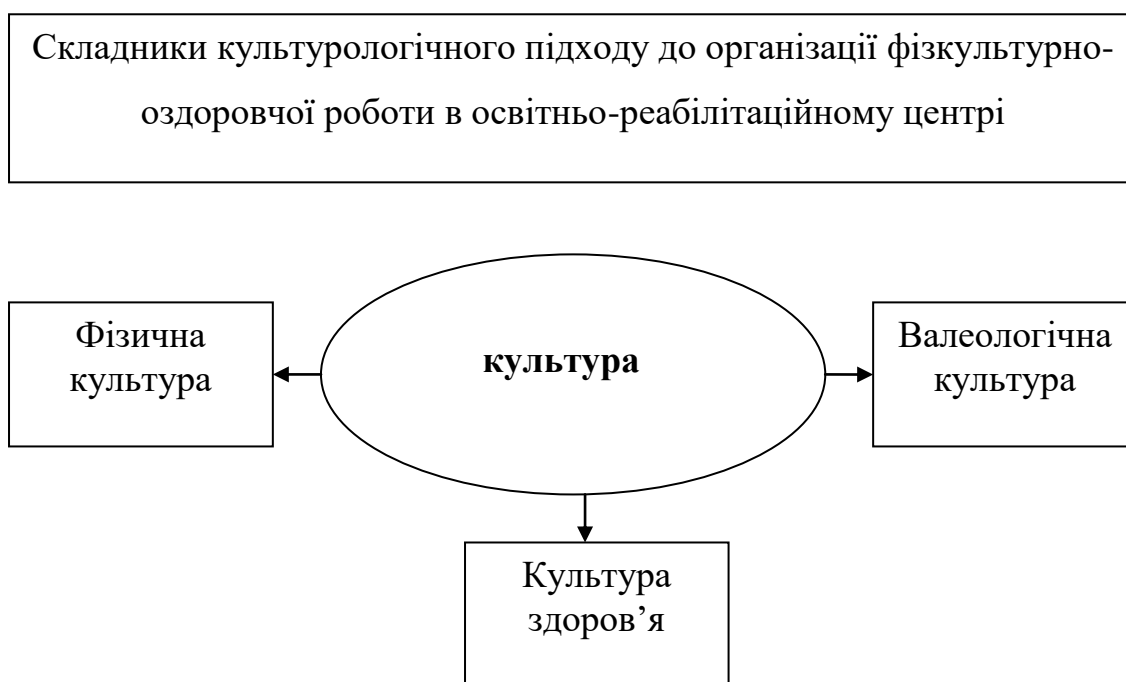 Складники культурологічного підходу до організації фізкультурно-
оздоровчої роботи в освітньо-реабілітаційному центрі
Фізична
культура
культура
Валеологічна
культура
Культура
здоров’я